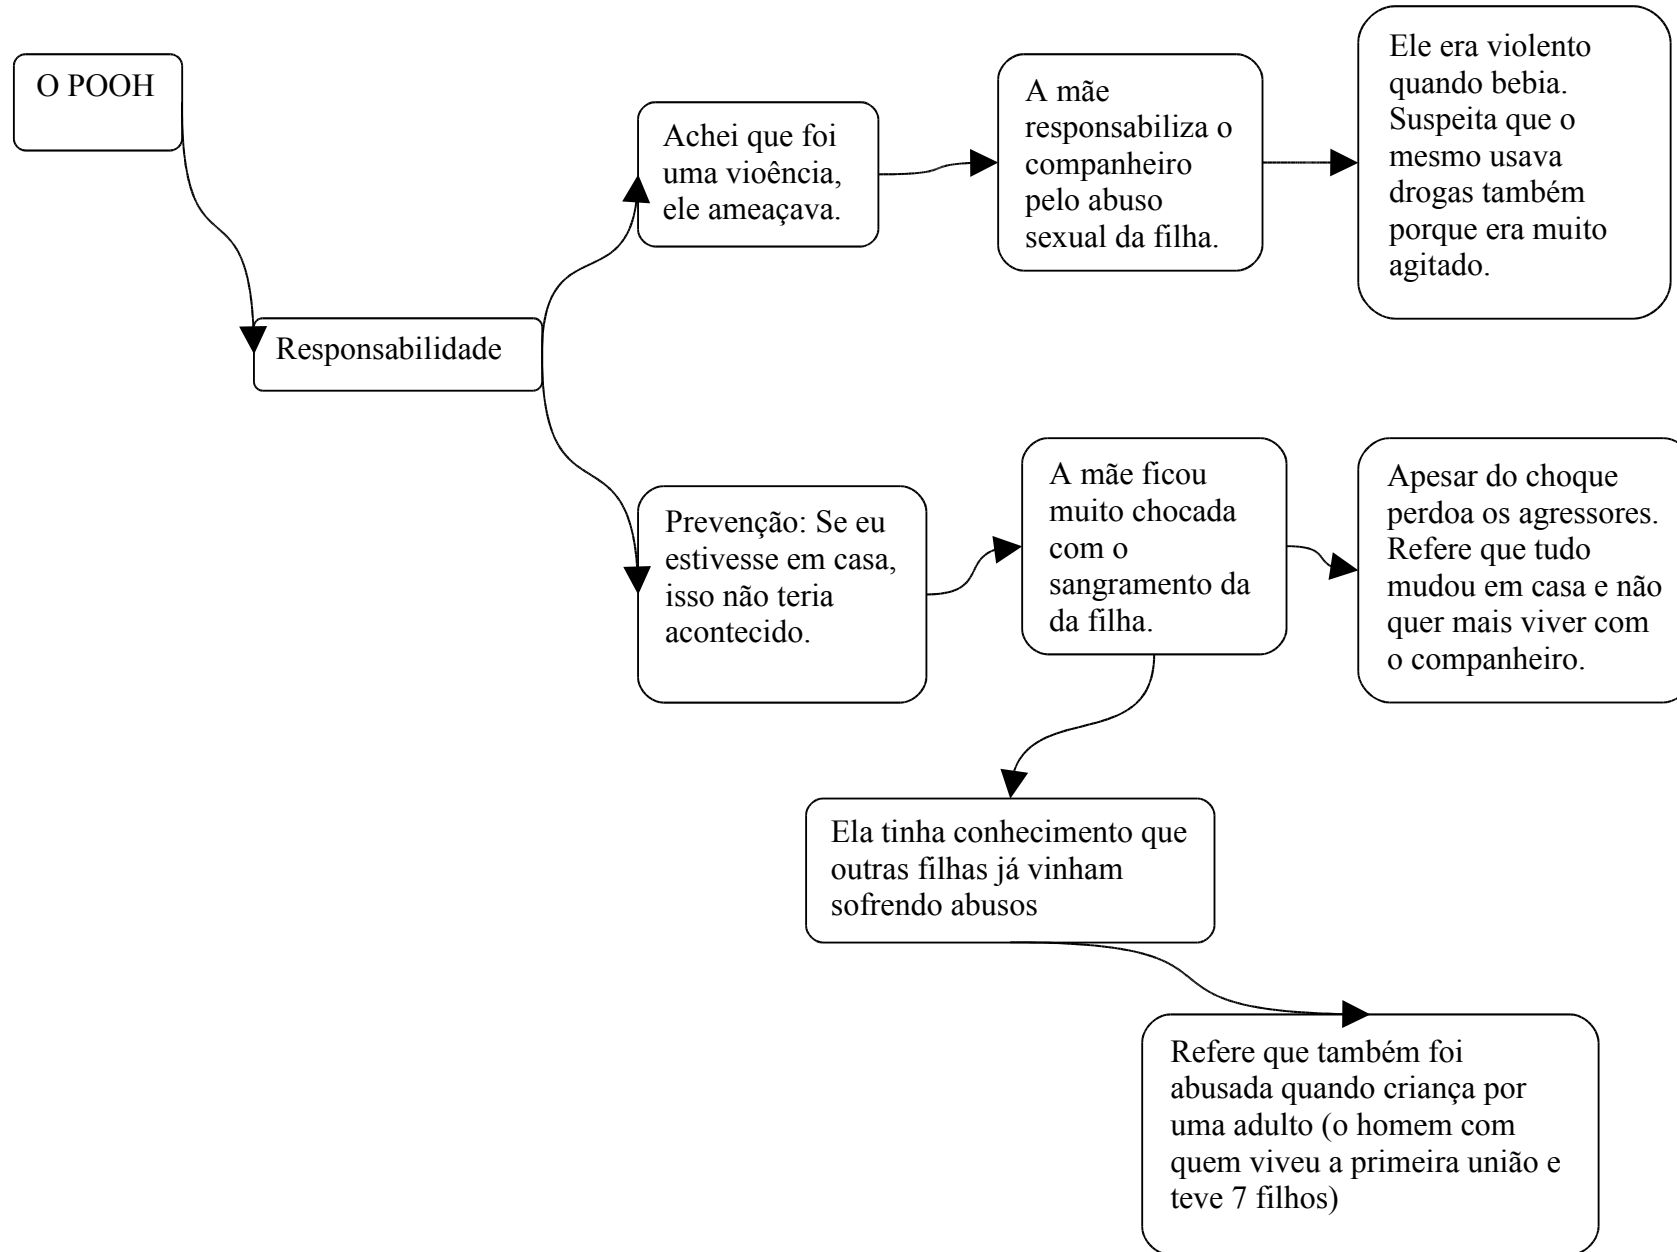 O POOH
Responsabilidade
Achei que foi
uma vioência,
ele ameaçava.
A mãe
responsabiliza o
companheiro
pelo abuso
sexual da filha.
Ele era violento
quando bebia.
Suspeita que o
mesmo usava
drogas também
porque era muito
agitado.
Prevenção: Se eu
estivesse em casa,
isso não teria
acontecido.
A mãe ficou
muito chocada
com o
sangramento da
da filha.
Apesar do choque
perdoa os agressores.
Refere que tudo
mudou em casa e não
quer mais viver com
o companheiro.
Ela tinha conhecimento que
outras filhas já vinham
sofrendo abusos
Refere que também foi
abusada quando criança por
uma adulto (o homem com
quem viveu a primeira união e
teve 7 filhos)